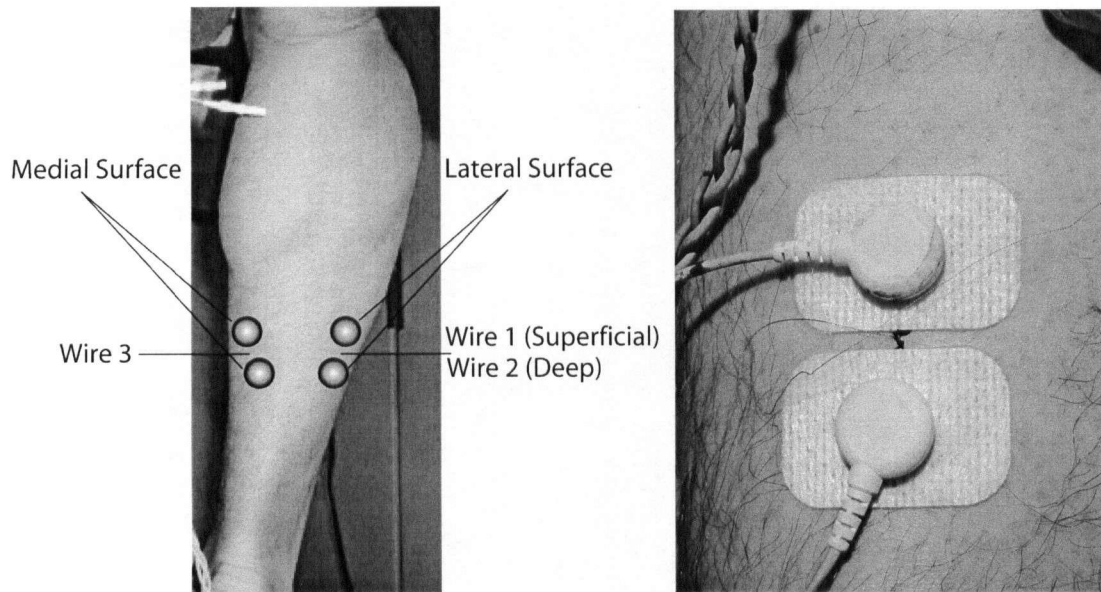 Medial Surface
Lateral Surface
Wire 3
Wire 1 (Superficial)
Wire 2 (Deep)